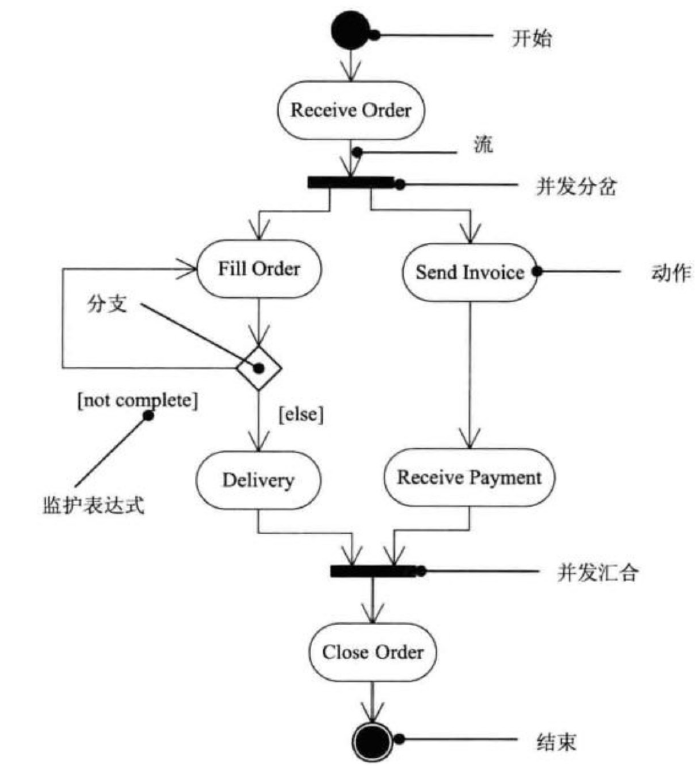 开始
Receive Order
流
并发分岔
Fill Order
Send Invoice
动作
分支
[not complete]
[else]
监护表达式
Delivery
Receive Payment
并发汇合
Close Order
结束